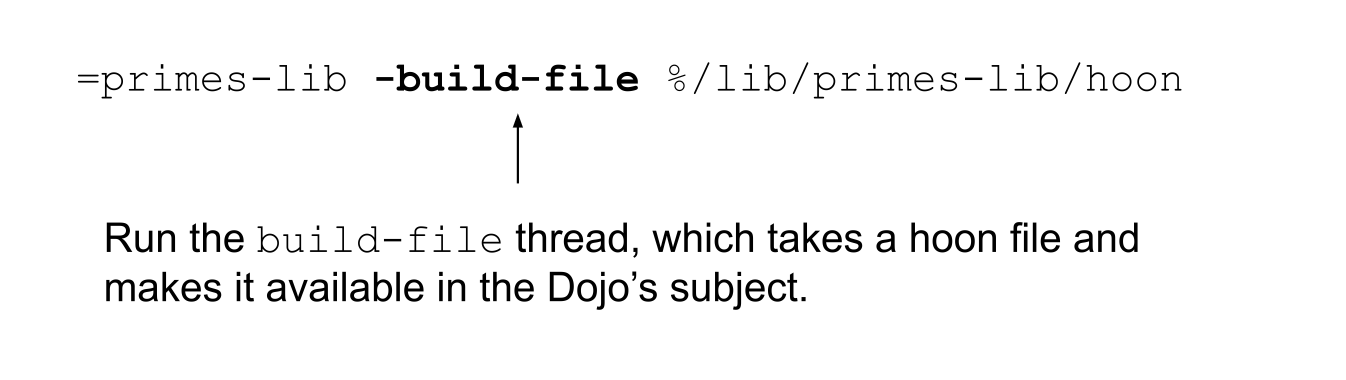 =primes-lib -build-file %/lib/primes-lib/hoon
Run the build-file thread, which takes a hoon file and
makes it available in the Dojo’s subject.